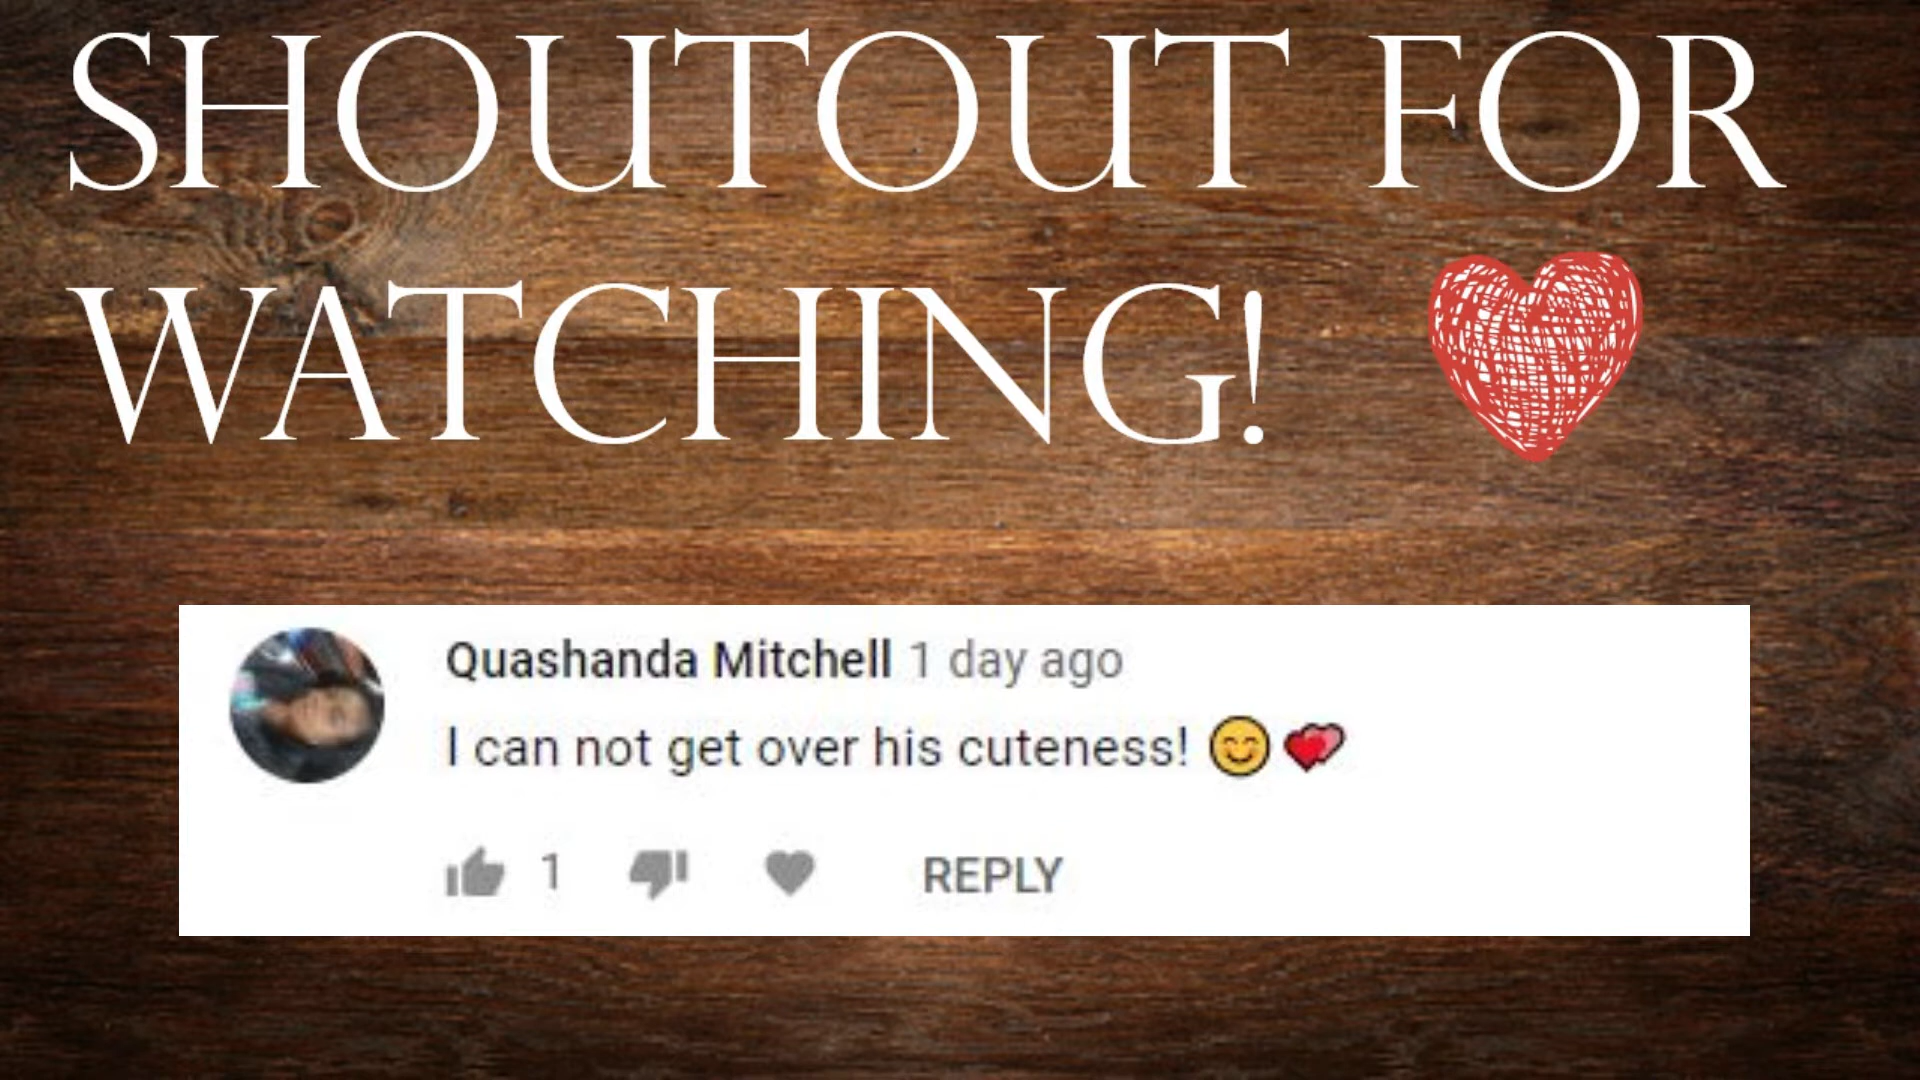 SHOUTOUT FOR
WATCHING!
Quashanda Mitchell 1 day ago
I can not get over his cuteness! 😊💕
1 REPLY